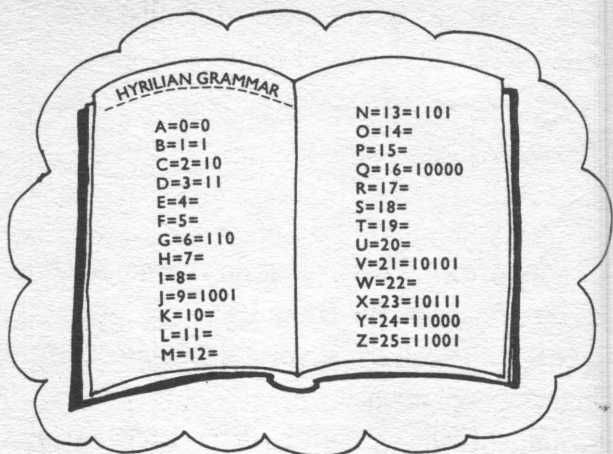 HYRILIAN GRAMMAR
A=0=0
B=1=1
C=2=10
D=3=11
E=4=
F=5=
G=6=110
H=7=
I=8=
J=9=1001
K=10=
L=11=
M=12=
N=13=1101
O=14=
P=15=
Q=16=10000
R=17=
S=18=
T=19=
U=20=
V=21=10101
W=22=
X=23=10111
Y=24=11000
Z=25=11001